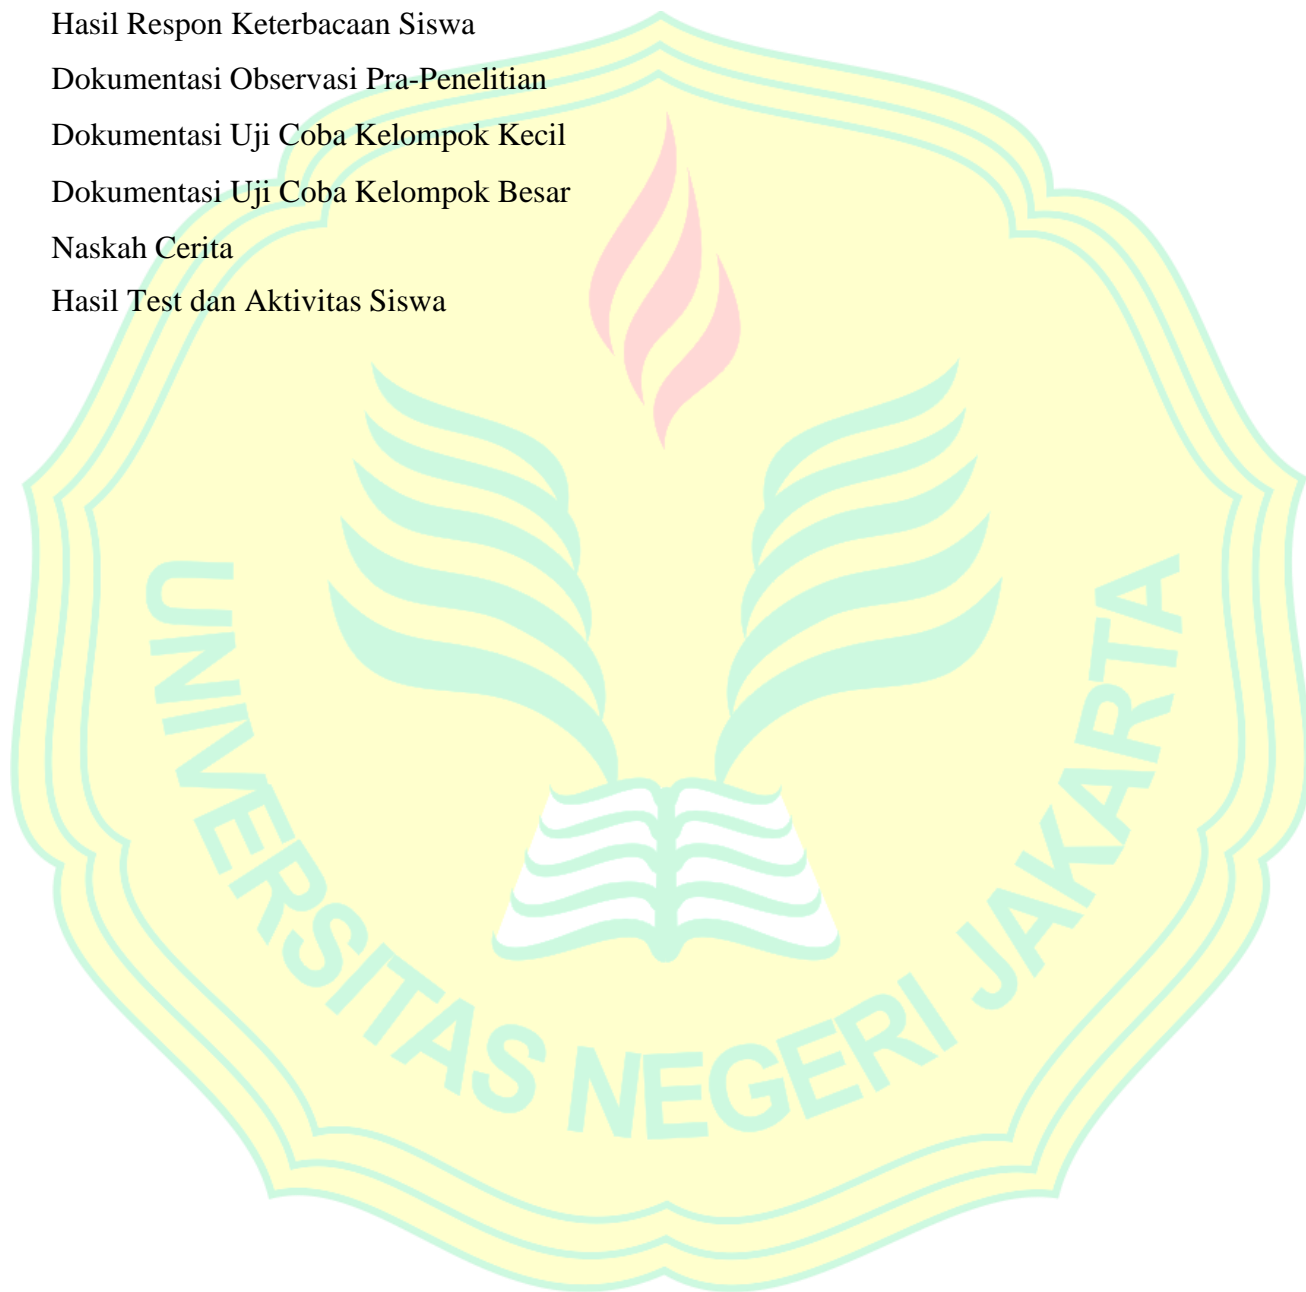 Hasil Respon Keterbacaan Siswa
Dokumentasi Observasi Pra-Penelitian
Dokumentasi Uji Coba Kelompok Kecil
Dokumentasi Uji Coba Kelompok Besar
Naskah Cerita
Hasil Test dan Aktivitas Siswa
UNIVERSITAS NEGERI JAKARTA